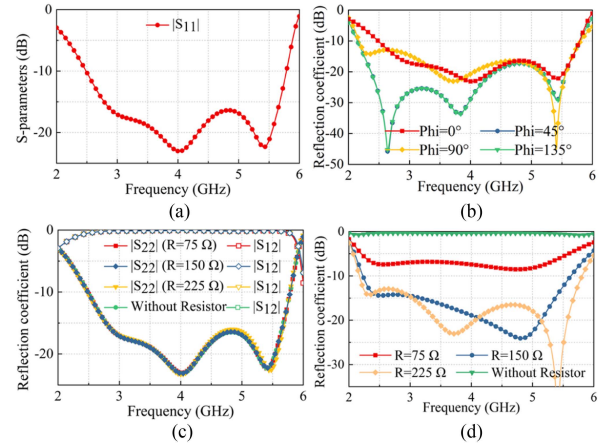 (a)
S-parameters (dB)
0
-10
-20
|S11|
2 3 4 5 6
Frequency (GHz)
(a)
(b)
Reflection coefficient (dB)
0
-10
-20
-30
-40
-50
Phi=0° Phi=45°
Phi=90° Phi=135°
2 3 4 5 6
Frequency (GHz)
(b)
Reflection coefficient (dB)
0
-10
-20
|S22| (R=75 Ω) |S12|
|S22| (R=150 Ω) |S12|
|S22| (R=225 Ω) |S12|
Without Resistor |S12|
2 3 4 5 6
Frequency (GHz)
(c)
Reflection coefficient (dB)
0
-10
-20
-30
R=75 Ω R=150 Ω
R=225 Ω Without Resistor
2 3 4 5 6
Frequency (GHz)
(d)